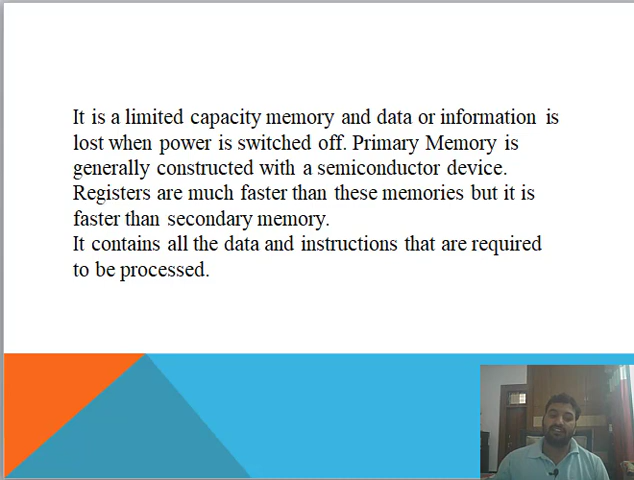 It is a limited capacity memory and data or information is
lost when power is switched off. Primary Memory is
generally constructed with a semiconductor device.
Registers are much faster than these memories but it is
faster than secondary memory.
It contains all the data and instructions that are required
to be processed.